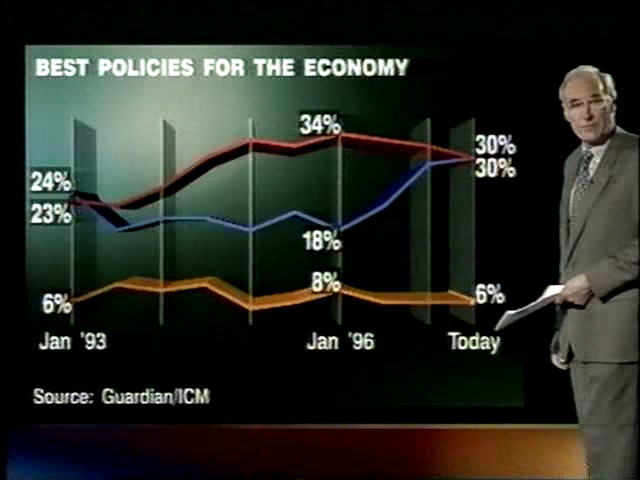 BEST POLICIES FOR THE ECONOMY
34%
30%
30%
24%
23%
18%
8%
6%
6%
Jan '93
Jan '96
Today
Source: Guardian/ICM